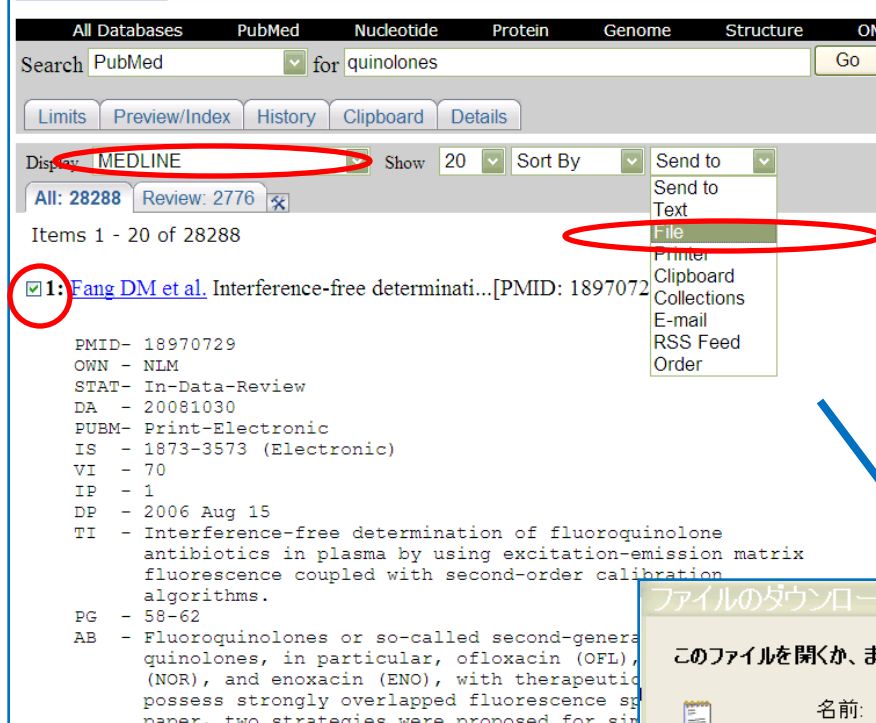 All Databases PubMed Nucleotide Protein Genome Structure
Search PubMed for quinolones Go
Limits Preview/Index History Clipboard Details
Display MEDLINE Show 20 Sort By Send to
All: 28288 Review: 2776
Send to
Text
Items 1 - 20 of 28288
File
Printer
1: Fang DM et al. Interference-free determinati...[PMID: 1897072
Clipboard
Collections
E-mail
RSS Feed
Order
PMID- 18970729
OWN - NLM
STAT- In-Data-Review
DA - 20081030
PUBM- Print-Electronic
IS - 1873-3573 (Electronic)
VI - 70
IP - 1
DP - 2006 Aug 15
TI - Interference-free determination of fluoroquinolone
antibiotics in plasma by using excitation-emission matrix
fluorescence coupled with second-order calibration
algorithms.
PG - 58-62
AB - Fluoroquinolones or so-called second-genera
quinolones, in particular, ofloxacin (OFL),
(NOR), and enoxacin (ENO), with therapeutic
possess strongly overlapped fluorescence sp
paper, two strategies were proposed for sim
ファイルのダウンロー
このファイルを開くか、ま
名前: